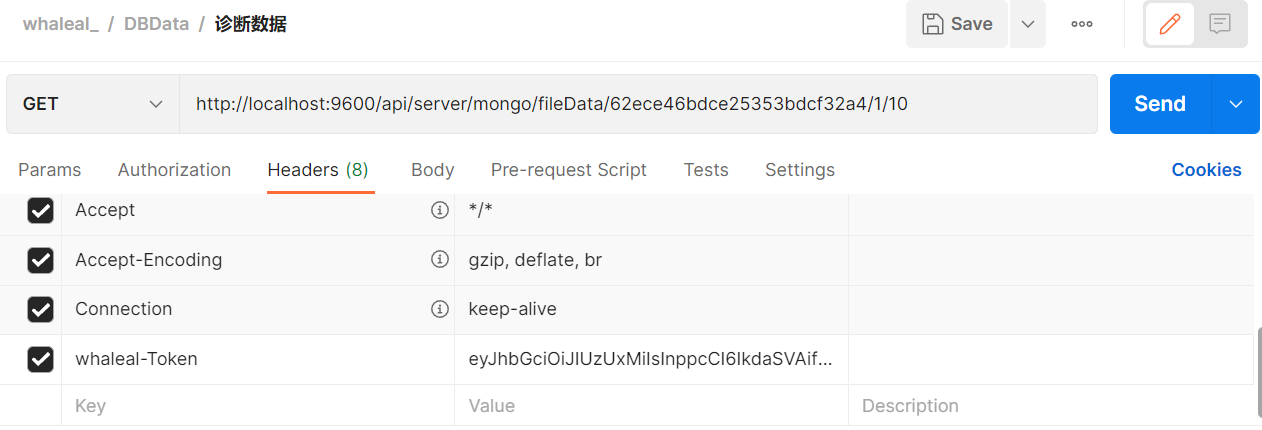 whaleal_ / DBData / 诊断数据 Save
GET http://localhost:9600/api/server/mongo/fileData/62ece46bdce25353bdcf32a4/1/10 Send
Params Authorization Headers (8) Body Pre-request Script Tests Settings Cookies
Accept */*
Accept-Encoding gzip, deflate, br
Connection keep-alive
whaleal-Token eyJhbGciOiJIUzUxMiIsInppcCI6IkdaSVAif...
Key Value Description